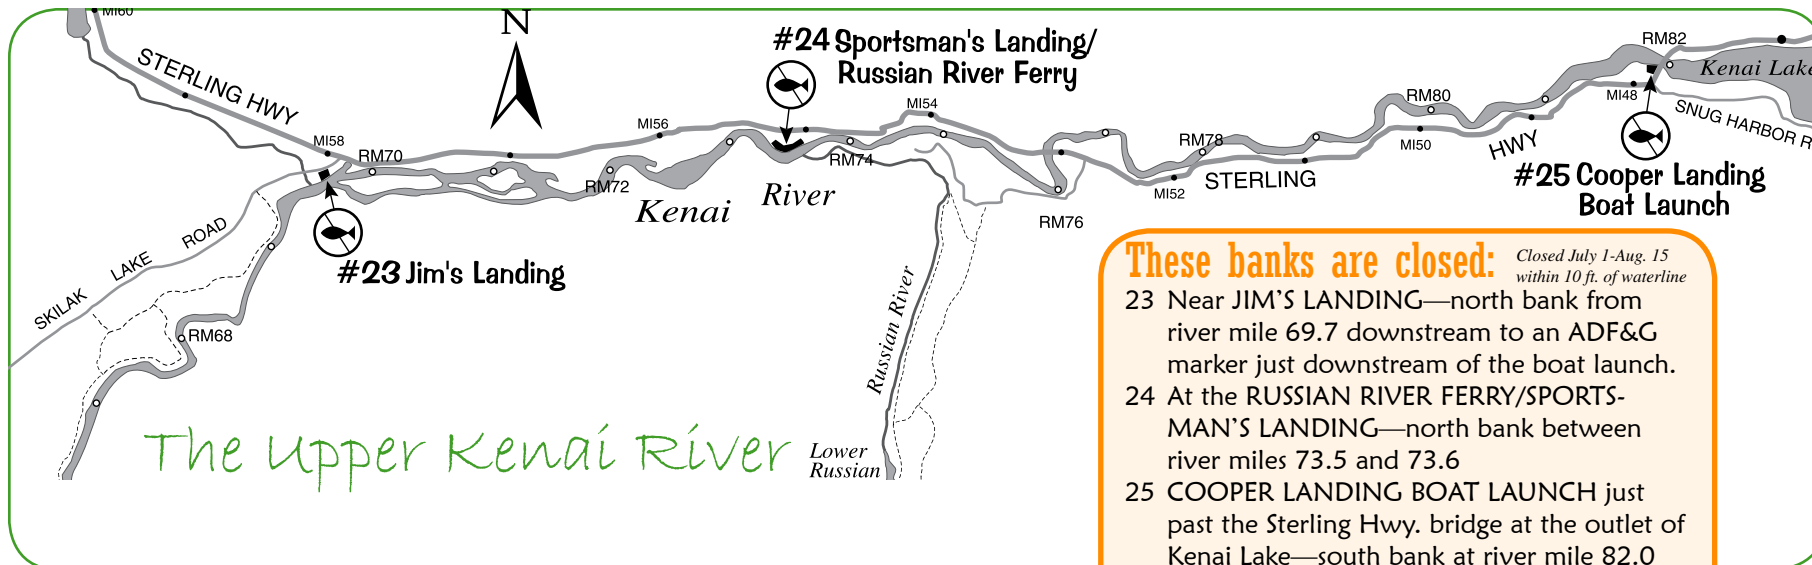 MI60
N
#24 Sportsman's Landing/
Russian River Ferry
STERLING HWY
MI58
RM70
MI56
MI54
RM74
RM72
Kenai
River
RM82
Kenai Lake
RM80
MI48
SNUG HARBOR R
RM78
MI50
HWY
STERLING
MI52
RM76
#25 Cooper Landing
Boat Launch
#23 Jim's Landing
SKILAK LAKE ROAD
RM68
Russian River
The Upper Kenai River
Lower
Russian
These banks are closed:
Closed July 1-Aug. 15
within 10 ft. of waterline
23 Near JIM’S LANDING—north bank from
river mile 69.7 downstream to an ADF&G
marker just downstream of the boat launch.
24 At the RUSSIAN RIVER FERRY/SPORTS-
MAN’S LANDING—north bank between
river miles 73.5 and 73.6
25 COOPER LANDING BOAT LAUNCH just
past the Sterling Hwy. bridge at the outlet of
Kenai Lake—south bank at river mile 82.0